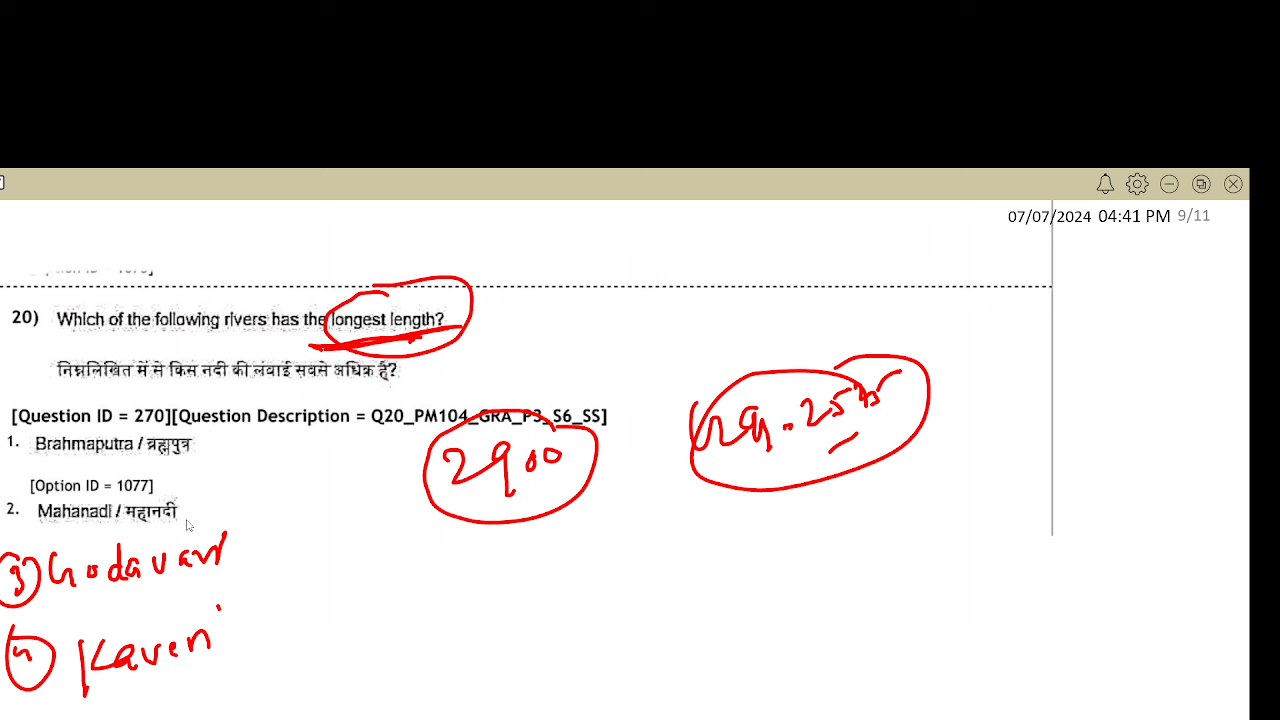 07/07/2024 04:41 PM 9/11
20) Which of the following rivers has the longest length?
निम्नलिखित में से किस नदी की लंबाई सबसे अधिक है?
[Question ID = 270][Question Description = Q20_PM104_GRA_P3_S6_SS]
1. Brahmaputra / ब्रह्मपुत्र
2900
[Option ID = 1077]
2. Mahanadi / महानदी
3 Godavari
4 Kaveri